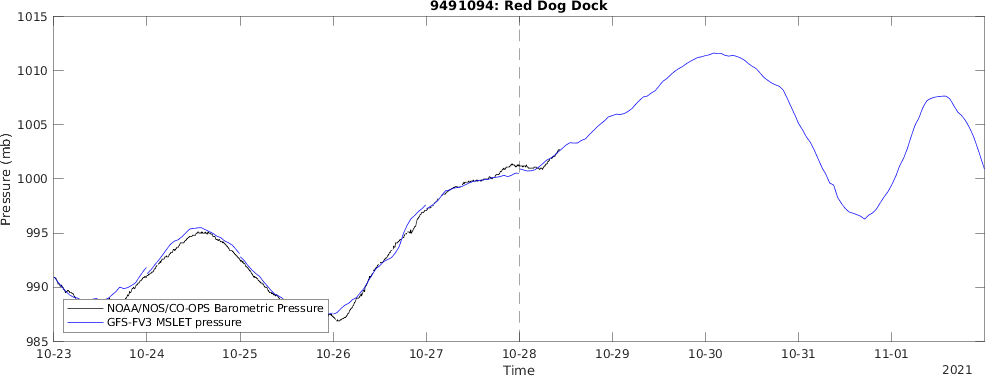 9491094: Red Dog Dock
1015
1010
1005
1000
995
990
985
Pressure (mb)
NOAA/NOS/CO-OPS Barometric Pressure
GFS-FV3 MSLET pressure
10-23 10-24 10-25 10-26 10-27 10-28 10-29 10-30 10-31 11-01
Time
2021